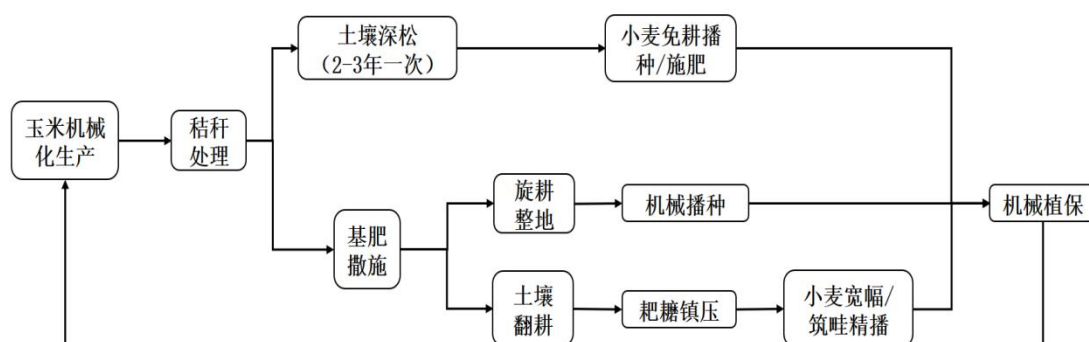 土壤深松
（2-3年一次）
小麦免耕播
种/施肥
玉米机械
化生产
秸秆
处理
旋耕
整地
机械播种
机械植保
基肥
撒施
土壤
翻耕
耙耱镇压
小麦宽幅/
筑畦精播